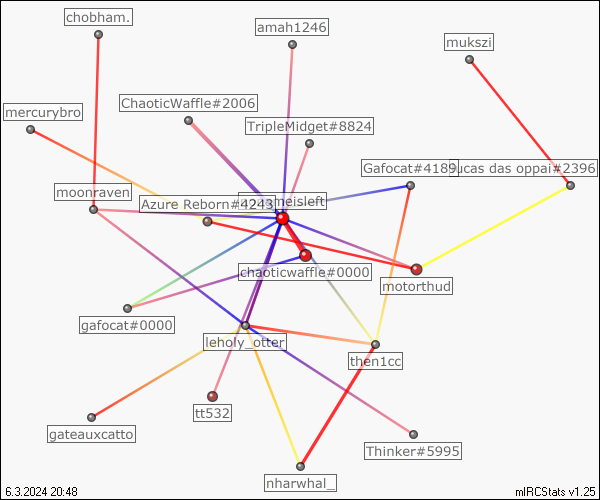 chobham.
amah1246
mukszi
ChaoticWaffle#2006
mercurybro
TripleMidget#8824
Gafocat#4189
ucas das oppai#2396
moonraven
Azure Reborn#4243
meisleft
chaoticwaffle#0000
motorthud
gafocat#0000
leholy_otter
then1cc
tt532
gateauxcatto
Thinker#5995
nharwhal_
6.3.2024 20:48
mIRCStats v1.25